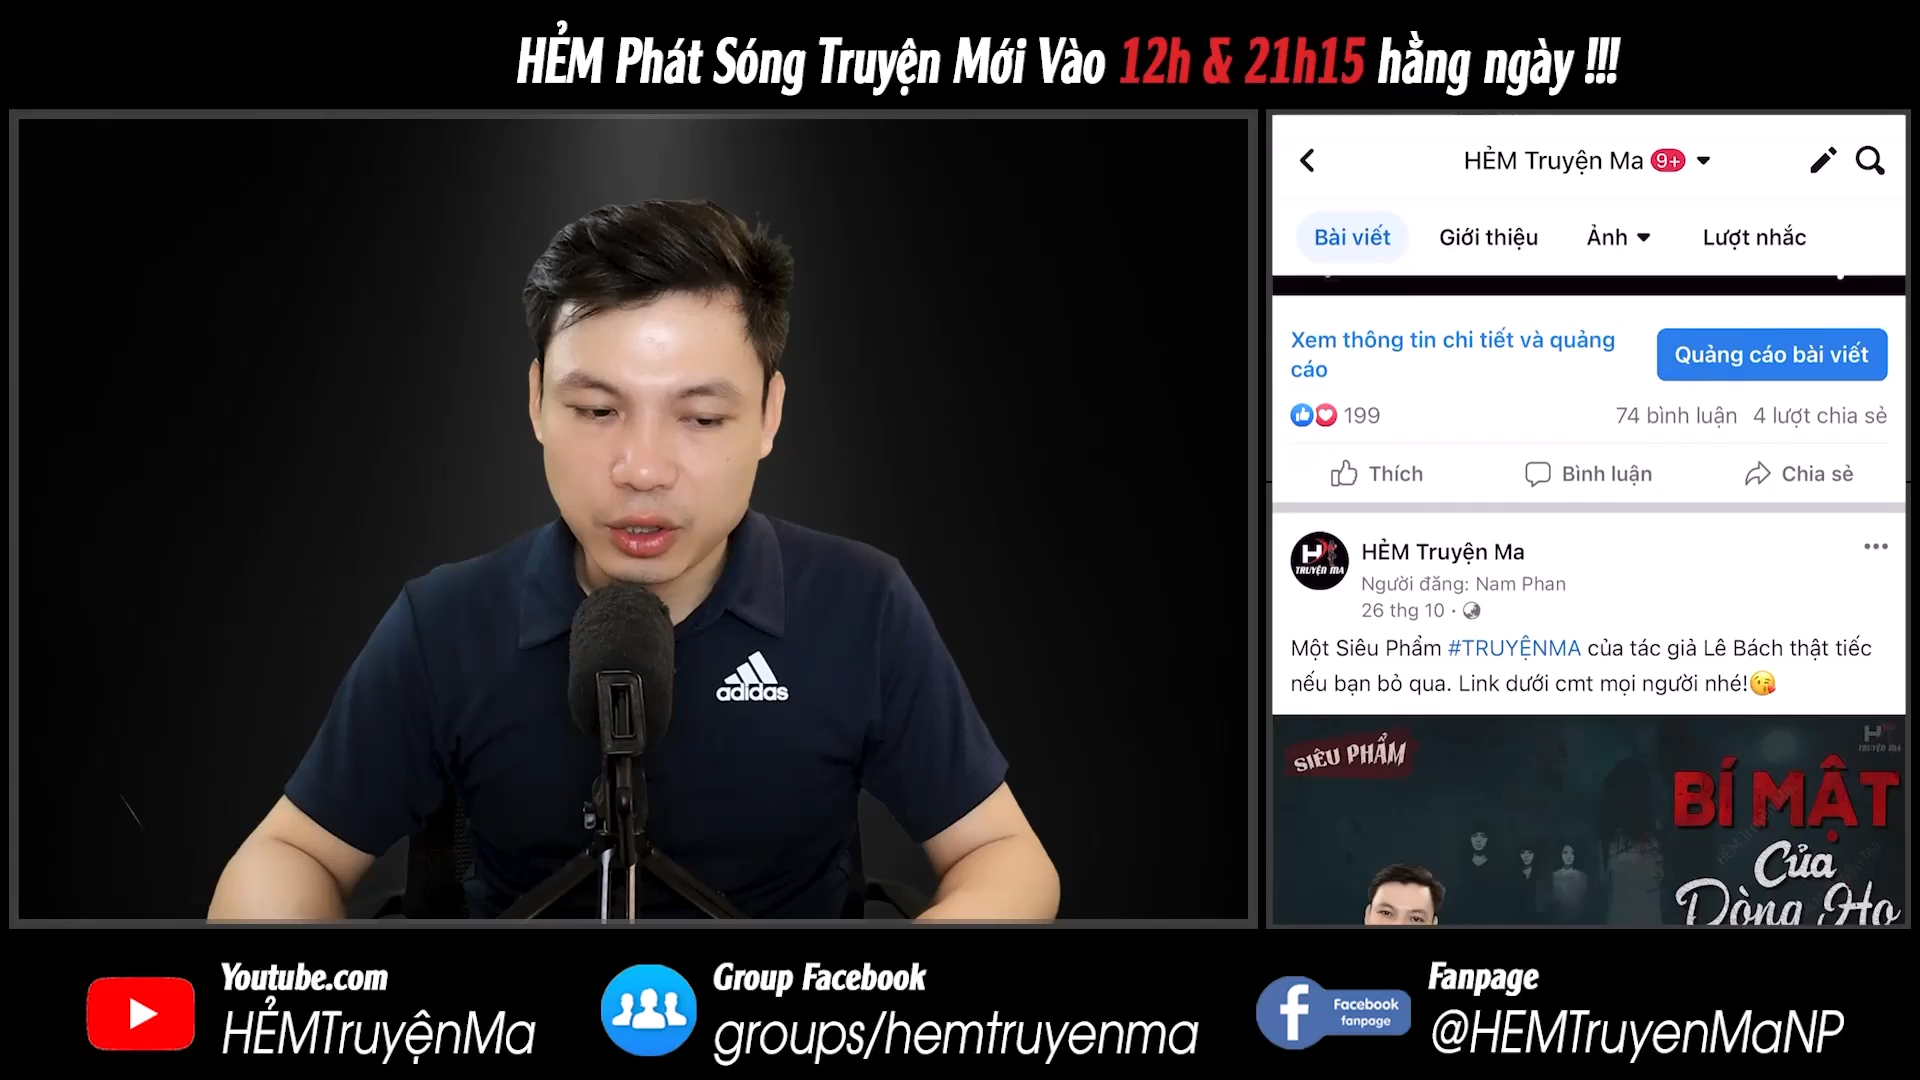 HẺM Phát Sóng Truyện Mới Vào 12h & 21h15 hằng ngày !!!
adidas
HẺM Truyện Ma 9+
Bài viết Giới thiệu Ảnh Lượt nhắc
Xem thông tin chi tiết và quảng
cáo
Quảng cáo bài viết
199 74 bình luận 4 lượt chia sẻ
Thích Bình luận Chia sẻ
H
TRUYỆN MA
HẺM Truyện Ma
Người đăng: Nam Phan
26 thg 10 ·
Một Siêu Phẩm #TRUYỆNMA của tác giả Lê Bách thật tiếc
nếu bạn bỏ qua. Link dưới cmt mọi người nhé!😘
SIÊU PHẨM
H
TRUYỆN MA
BÍ MẬT
Của
Dòng Họ
Youtube.com
HẺMTruyệnMa
Group Facebook
groups/hemtruyenma
Facebook
fanpage
Fanpage
@HEMTruyenMaNP